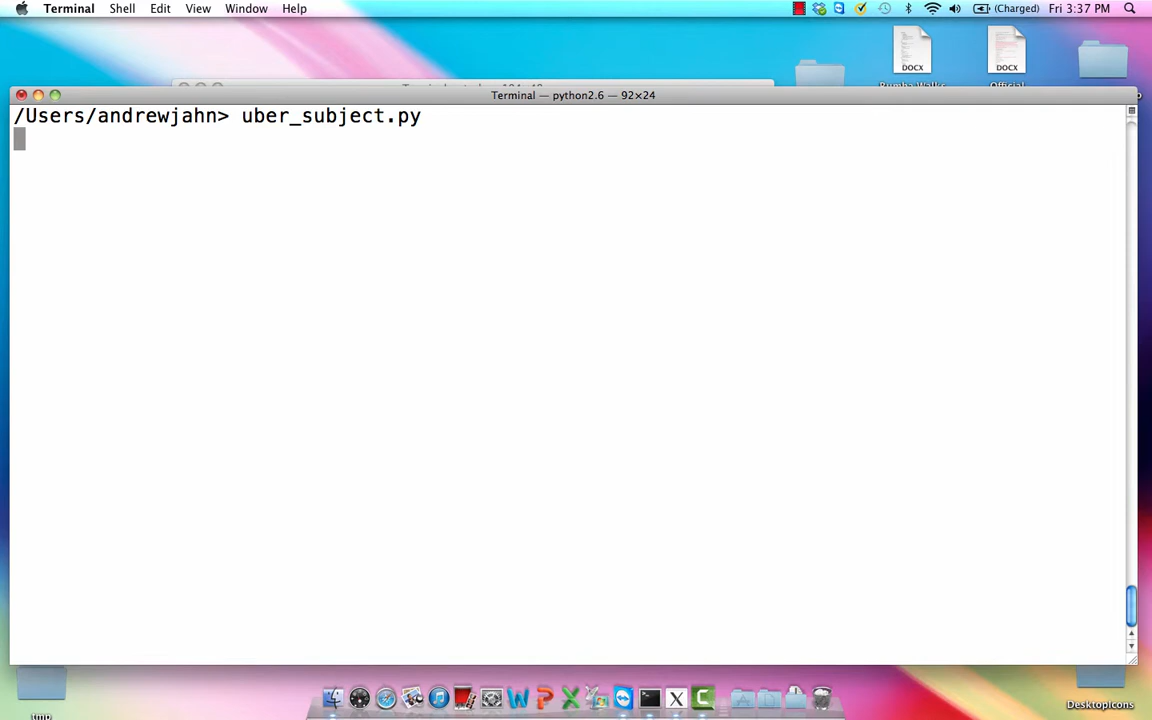 Terminal Shell Edit View Window Help (Charged) Fri 3:37 PM
DOCX DOCX
Terminal — python2.6 — 92×24
/Users/andrewjahn> uber_subject.py
DesktopIcons
tmp